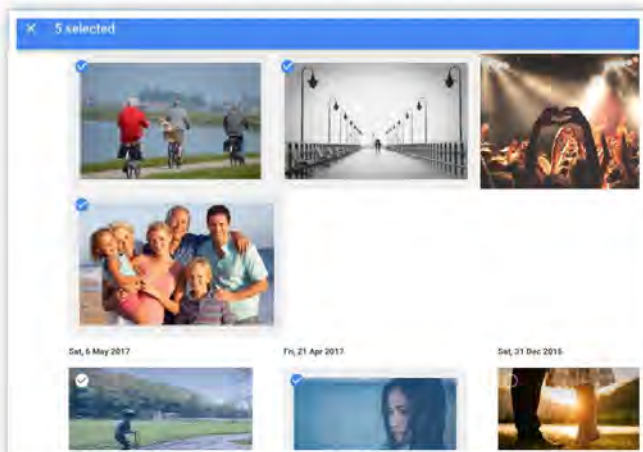 × 5 selected
Sat, 6 May 2017
Fri, 21 Apr 2017
Sat, 31 Dec 2016